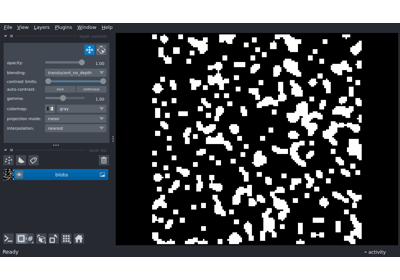 File View Layers Plugins Window Help
opacity: 1.00
blending: translucent_no_depth
contrast limits:
auto-contrast: once continuous
gamma: 1.00
colormap: gray
projection mode: none
interpolation: nearest
blobs
Ready activity